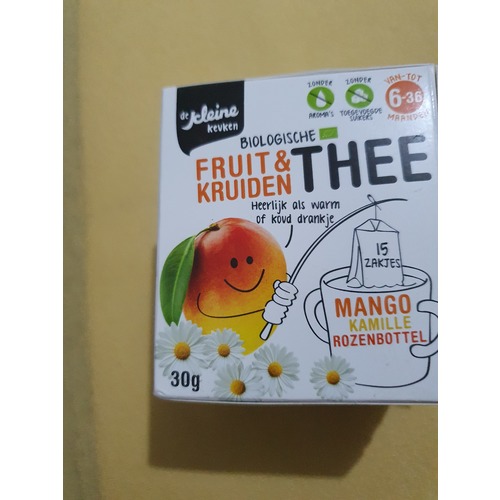 de kleine keuken
ZONDER AROMA'S
ZONDER TOEGEVOEGDE SUIKERS
VAN-TOT 6-36 MAANDEN
BIOLOGISCHE
FRUIT & KRUIDEN THEE
Heerlijk als warm
of koud drankje
15
ZAKJES
MANGO
KAMILLE
ROZENBOTTEL
30g